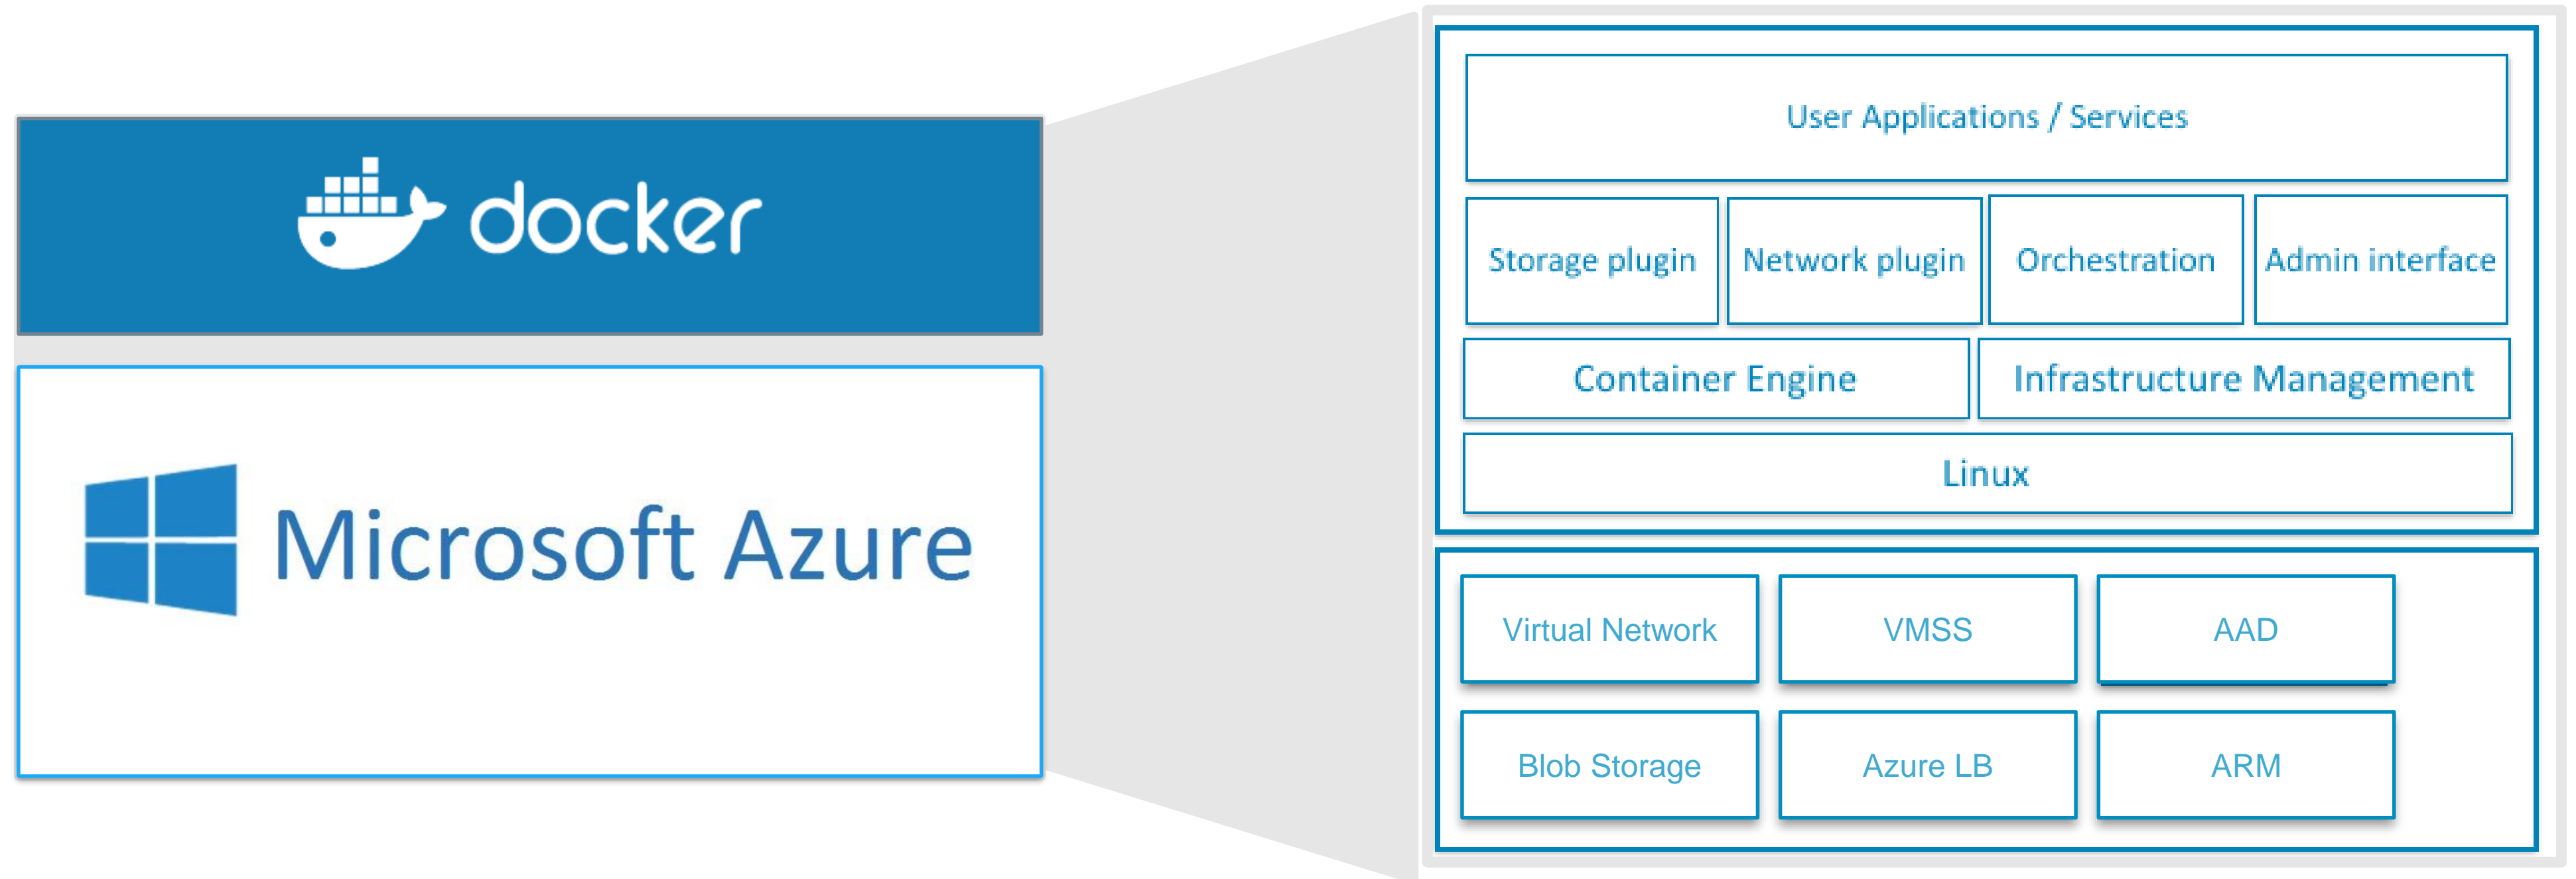 docker
Microsoft Azure
User Applications / Services
Storage plugin
Network plugin
Orchestration
Admin interface
Container Engine
Infrastructure Management
Linux
Virtual Network
VMSS
AAD
Blob Storage
Azure LB
ARM